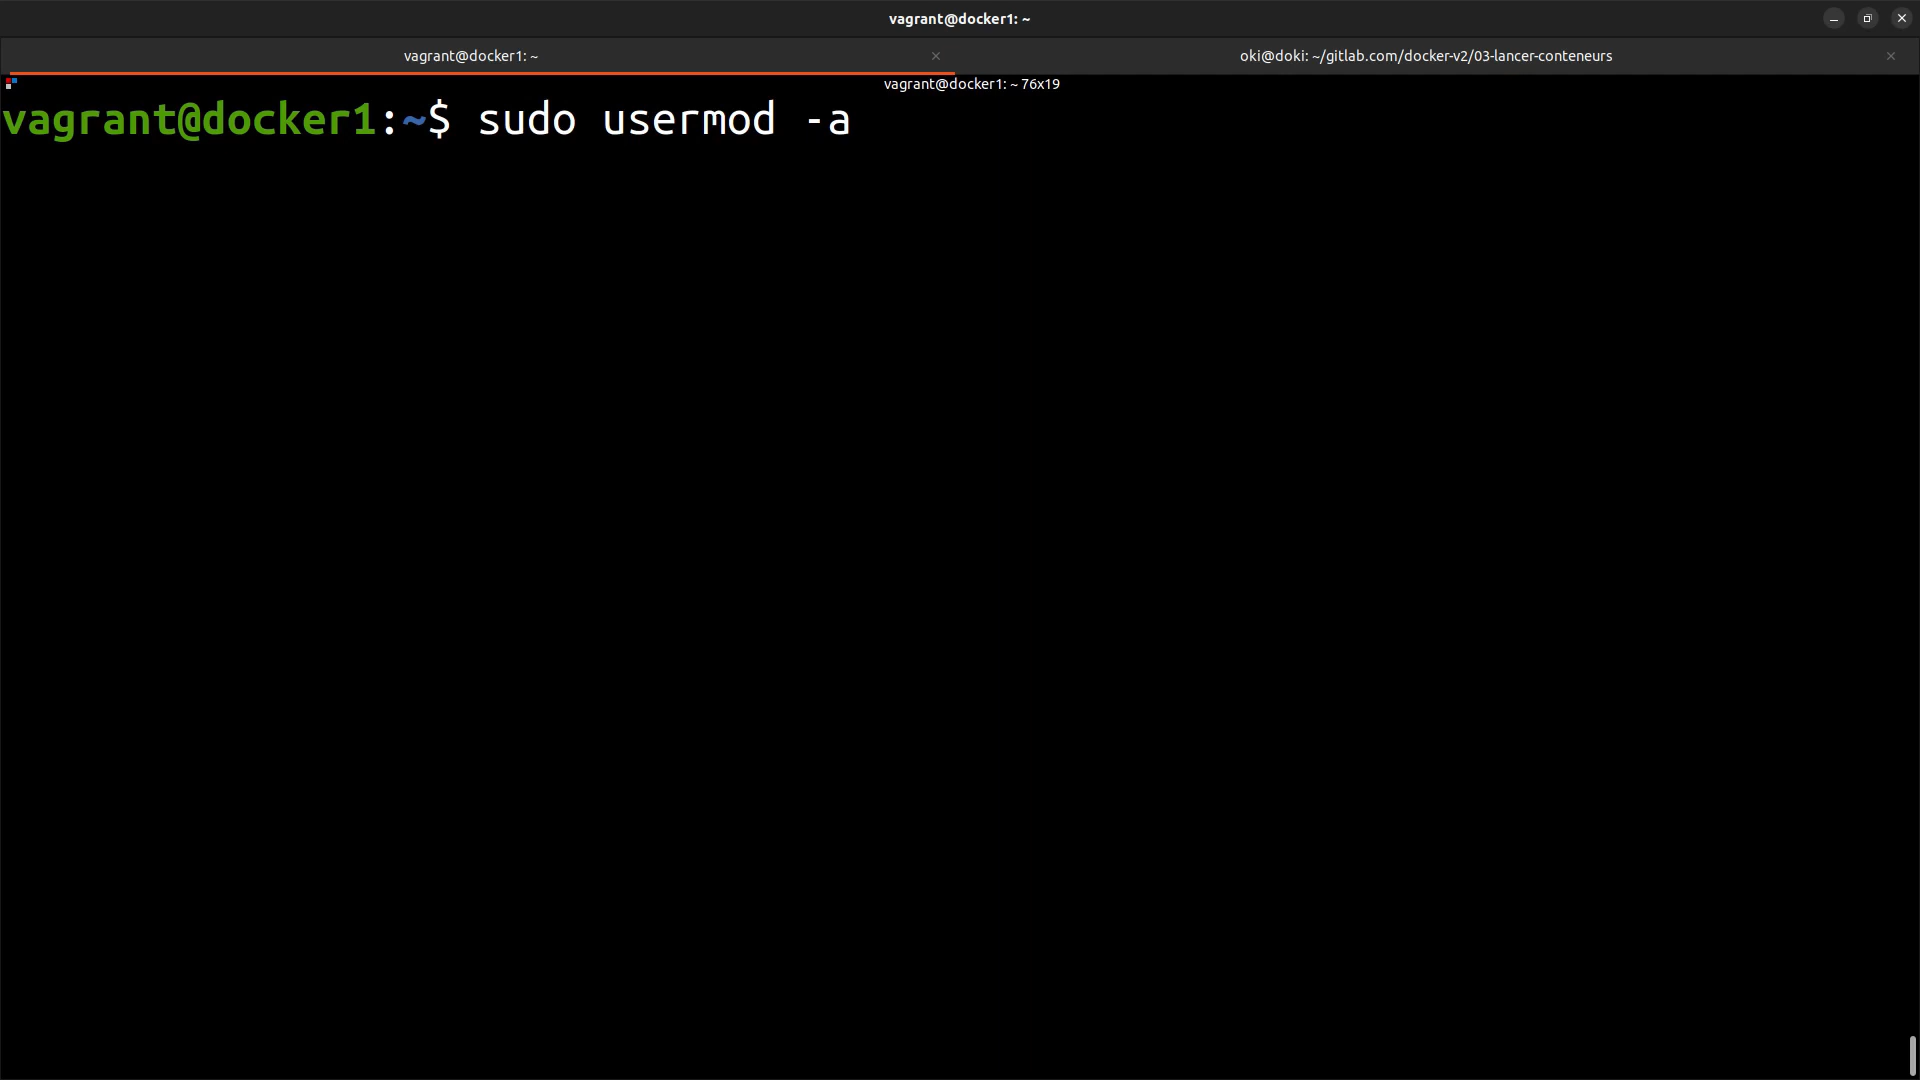 vagrant@docker1: ~
vagrant@docker1: ~ × oki@doki: ~/gitlab.com/docker-v2/03-lancer-conteneurs ×
vagrant@docker1: ~ 76x19
vagrant@docker1:~$ sudo usermod -a